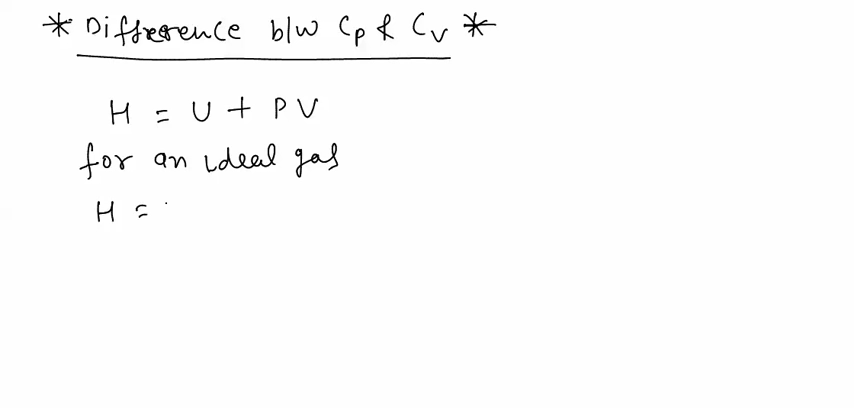 * Difference b/w Cp & Cv *
H = U + PV
for an ideal gas
H =